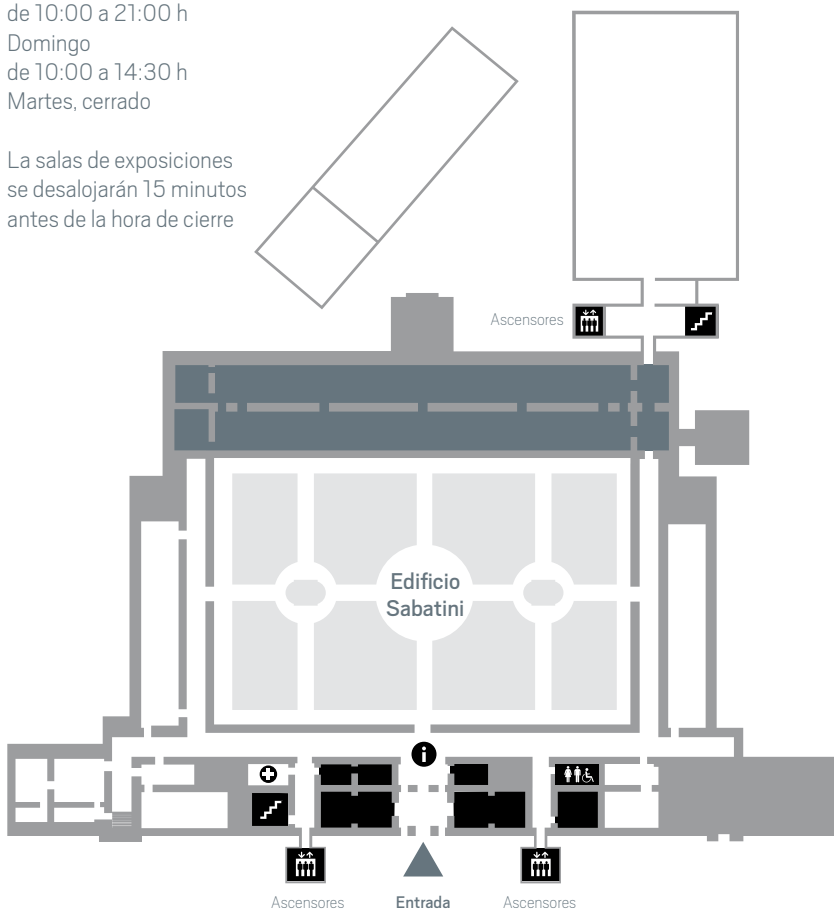 de 10:00 a 21:00 h
Domingo
de 10:00 a 14:30 h
Martes, cerrado
La salas de exposiciones
se desalojarán 15 minutos
antes de la hora de cierre
Ascensores
Edificio
Sabatini
i
Ascensores
Entrada
Ascensores